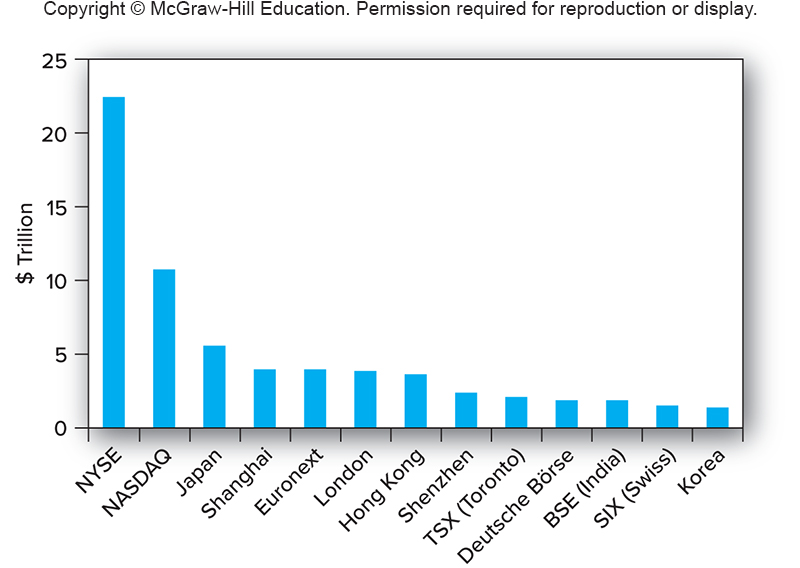 Copyright © McGraw-Hill Education. Permission required for reproduction or display.
25
20
15
10
5
0
$ Trillion
NYSE
NASDAQ
Japan
Shanghai
Euronext
London
Hong Kong
Shenzhen
TSX (Toronto)
Deutsche Börse
BSE (India)
SIX (Swiss)
Korea